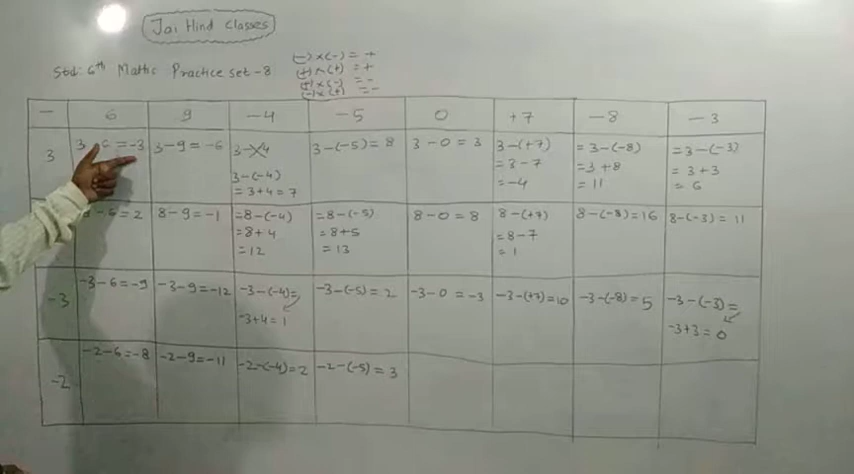 Jai Hind Classes
Std: 6th Maths Practice set - 8
(-) × (-) = +
(+) × (+) = +
(+) × (-) = -
(-) × (+) = -
- 6 9 -4 -5 0 +7 -8 -3
3
3 - 6 = -3
3 - 9 = -6
3 - 4
3 - (-4)
= 3 + 4 = 7
3 - (-5) = 8
3 - 0 = 3
3 - (+7)
= 3 - 7
= -4
= 3 - (-8)
= 3 + 8
= 11
= 3 - (-3)
= 3 + 3
= 6
- 6 = 2
8 - 9 = -1
= 8 - (-4)
= 8 + 4
= 12
= 8 - (-5)
= 8 + 5
= 13
8 - 0 = 8
8 - (+7)
= 8 - 7
= 1
8 - (-8) = 16
8 - (-3) = 11
-3
-3 - 6 = -9
-3 - 9 = -12
-3 - (-4) =
-3 + 4 = 1
-3 - (-5) = 2
-3 - 0 = -3
-3 - (+7) = 10
-3 - (-8) = 5
-3 - (-3) =
-3 + 3 = 0
-2
-2 - 6 = -8
-2 - 9 = -11
-2 - (-4) = 2
-2 - (-5) = 3